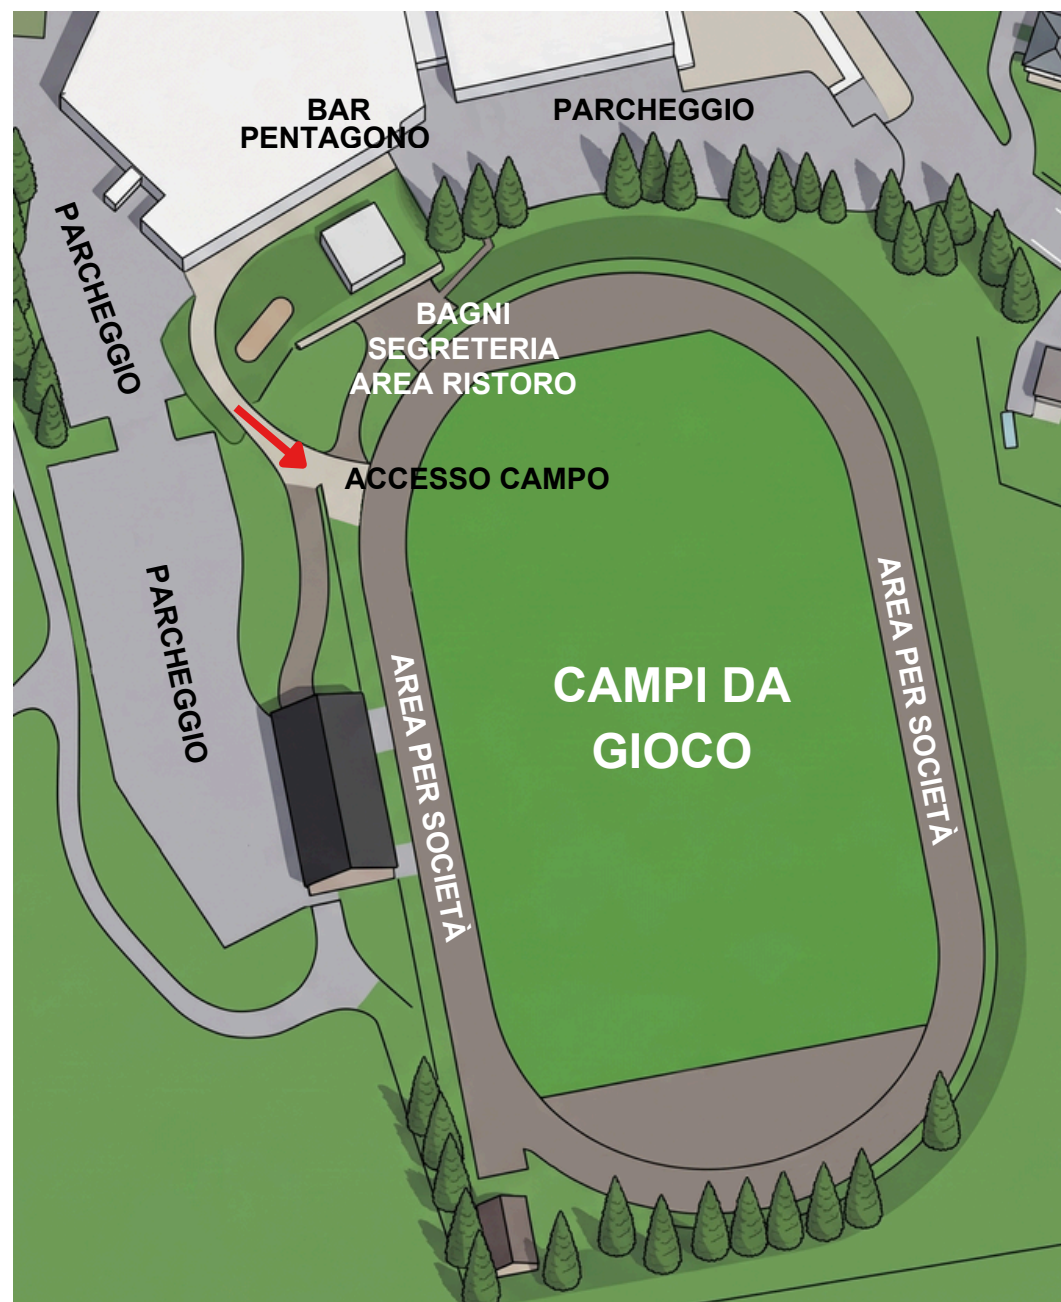 BAR
PENTAGONO
PARCHEGGIO
PARCHEGGIO
BAGNI
SEGRETERIA
AREA RISTORO
ACCESSO CAMPO
PARCHEGGIO
AREA PER SOCIETÀ
CAMPI DA
GIOCO
AREA PER SOCIETÀ